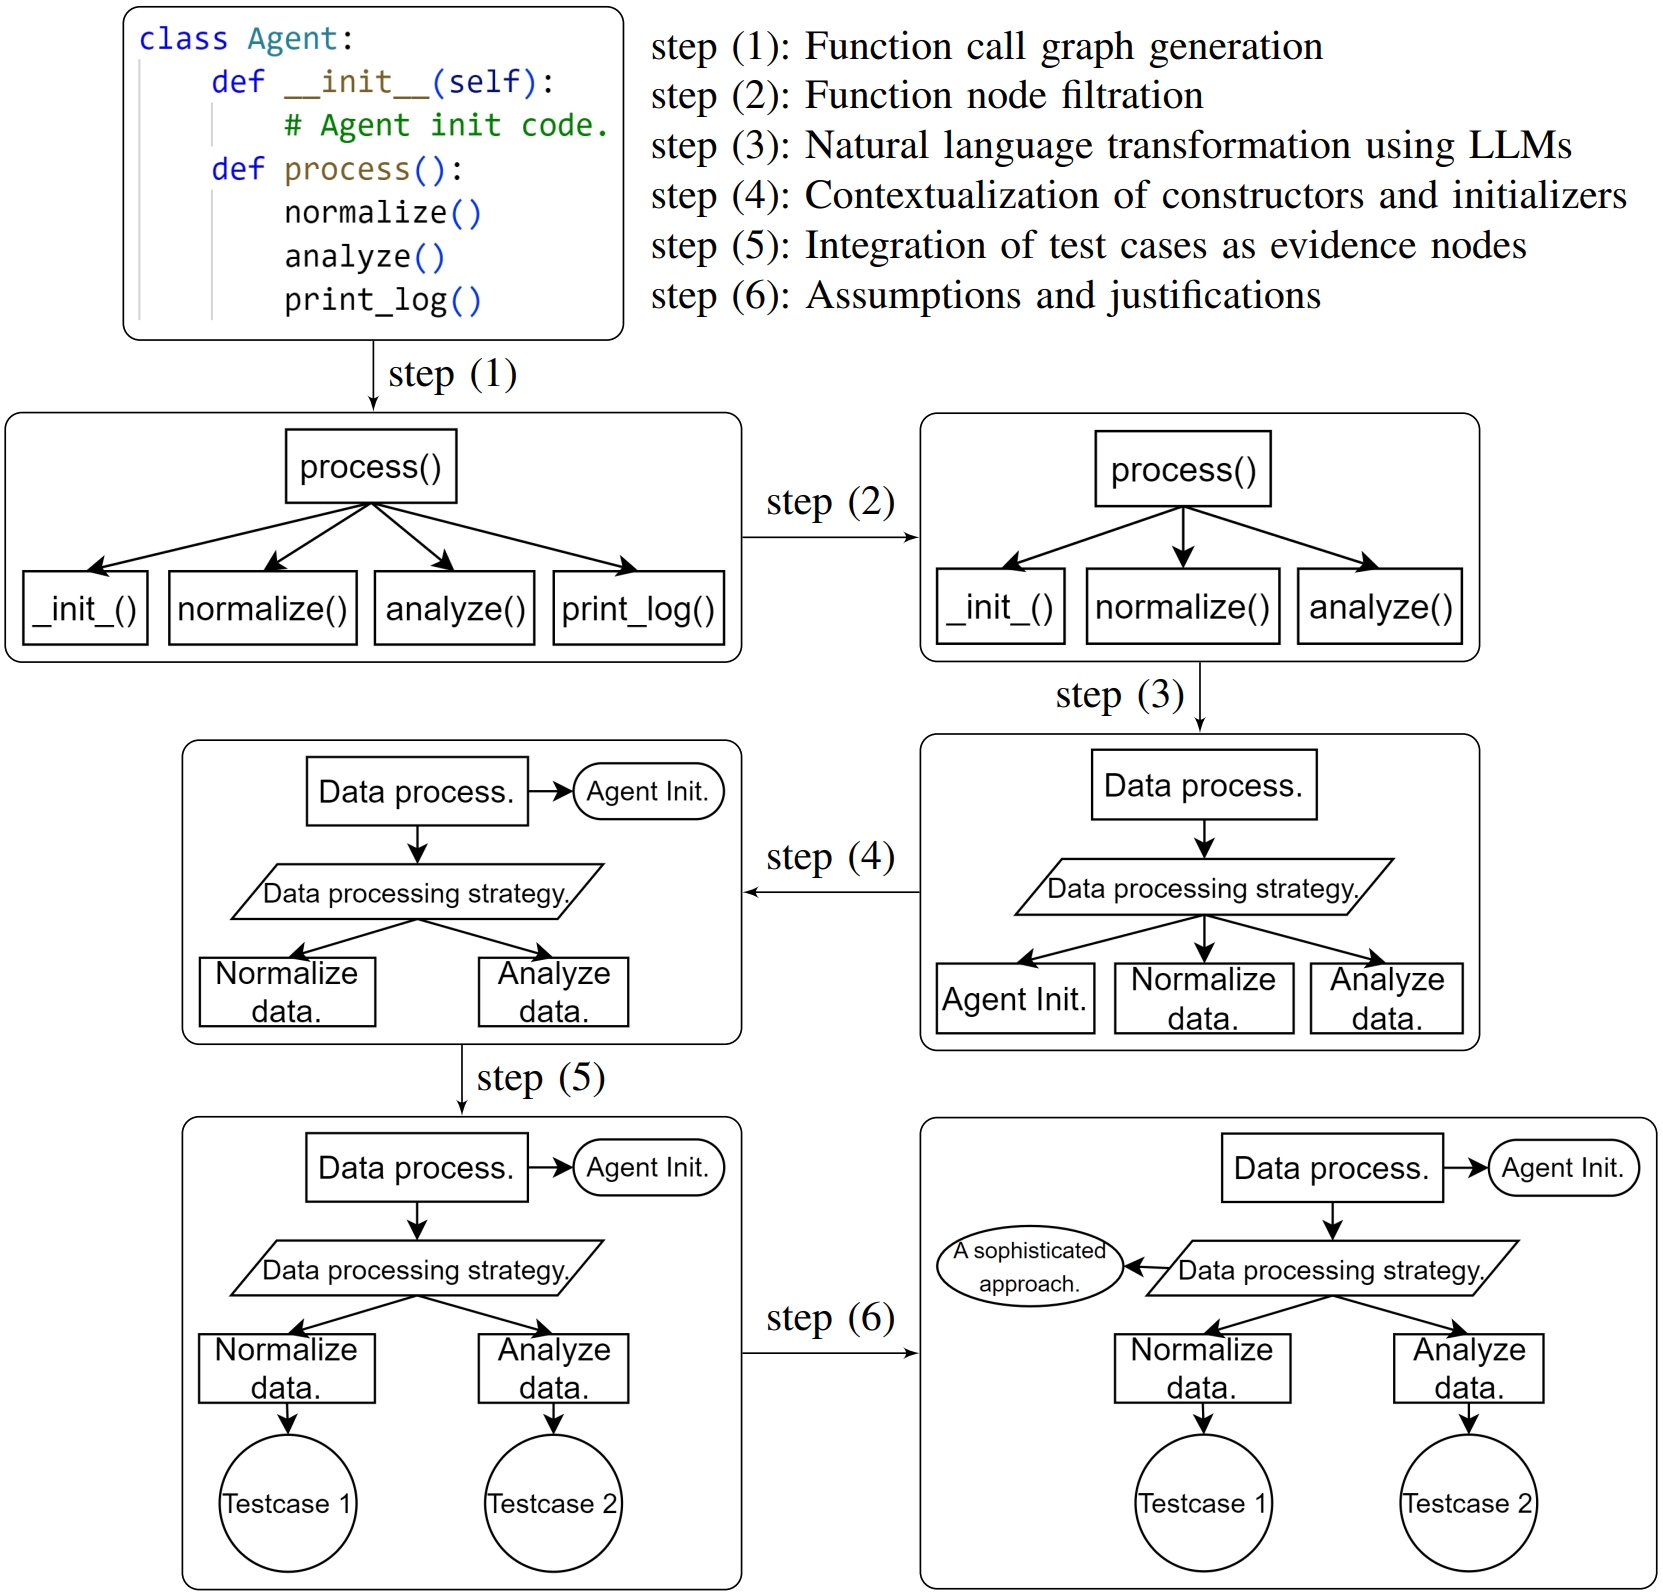 class Agent:
def __init__(self):
# Agent init code.
def process():
normalize()
analyze()
print_log()
step (1): Function call graph generation
step (2): Function node filtration
step (3): Natural language transformation using LLMs
step (4): Contextualization of constructors and initializers
step (5): Integration of test cases as evidence nodes
step (6): Assumptions and justifications
step (1)
process()
_init_()
normalize()
analyze()
print_log()
step (2)
process()
_init_()
normalize()
analyze()
step (3)
Data process.
Data processing strategy.
Agent Init.
Normalize
data.
Analyze
data.
step (4)
Data process.
Agent Init.
Data processing strategy.
Normalize
data.
Analyze
data.
step (5)
Data process.
Agent Init.
Data processing strategy.
Normalize
data.
Analyze
data.
Testcase 1
Testcase 2
step (6)
Data process.
Agent Init.
A sophisticated
approach.
Data processing strategy.
Normalize
data.
Analyze
data.
Testcase 1
Testcase 2